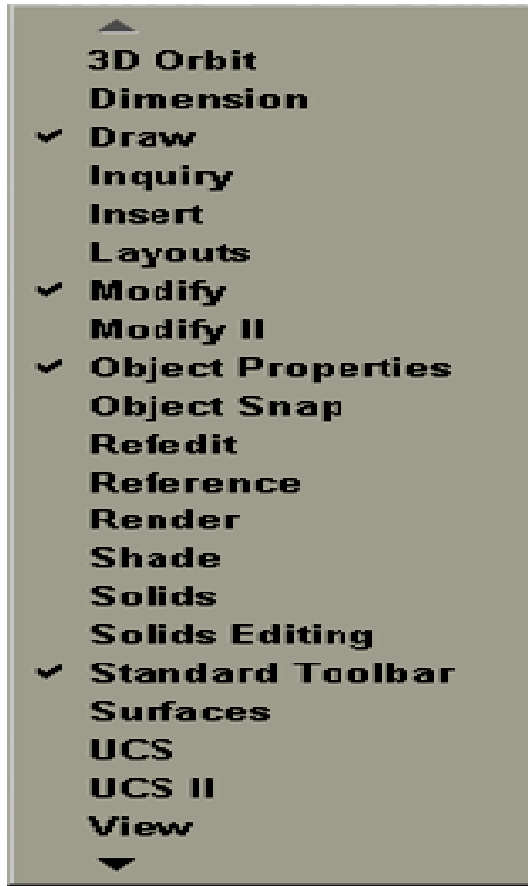 3D Orbit
Dimension
Draw
Inquiry
Insert
Layouts
Modify
Modify II
Object Properties
Object Snap
Refedit
Reference
Render
Shade
Solids
Solids Editing
Standard Toolbar
Surfaces
UCS
UCS II
View